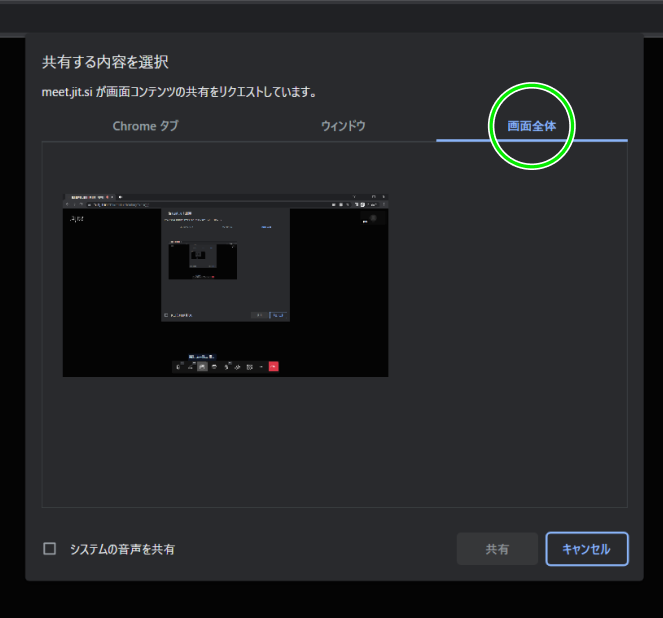 共有する内容を選択
meet.jit.si が画面コンテンツの共有をリクエストしています。
Chrome タブ
ウィンドウ
画面全体
システムの音声を共有
共有
キャンセル